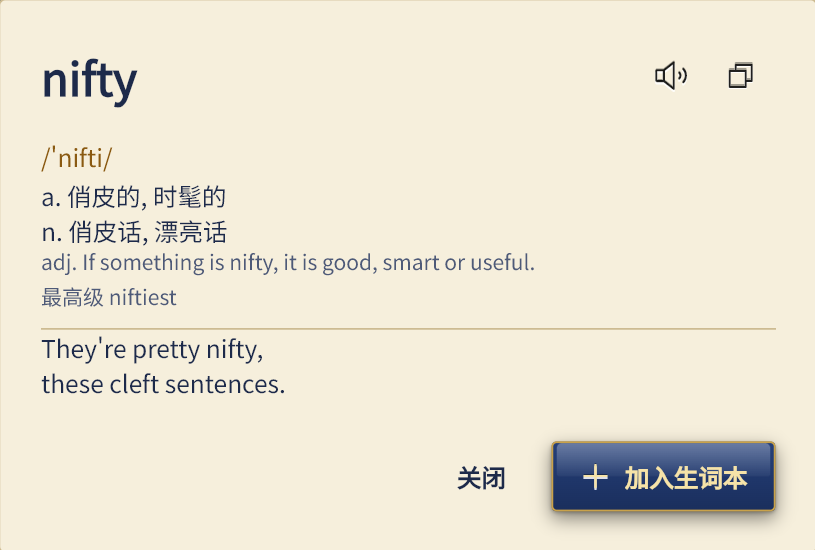 nifty
/ˈnifti/
a. 俏皮的, 时髦的
n. 俏皮话, 漂亮话
adj. If something is nifty, it is good, smart or useful.
最高级 niftiest
They're pretty nifty,
these cleft sentences.
关闭
加入生词本